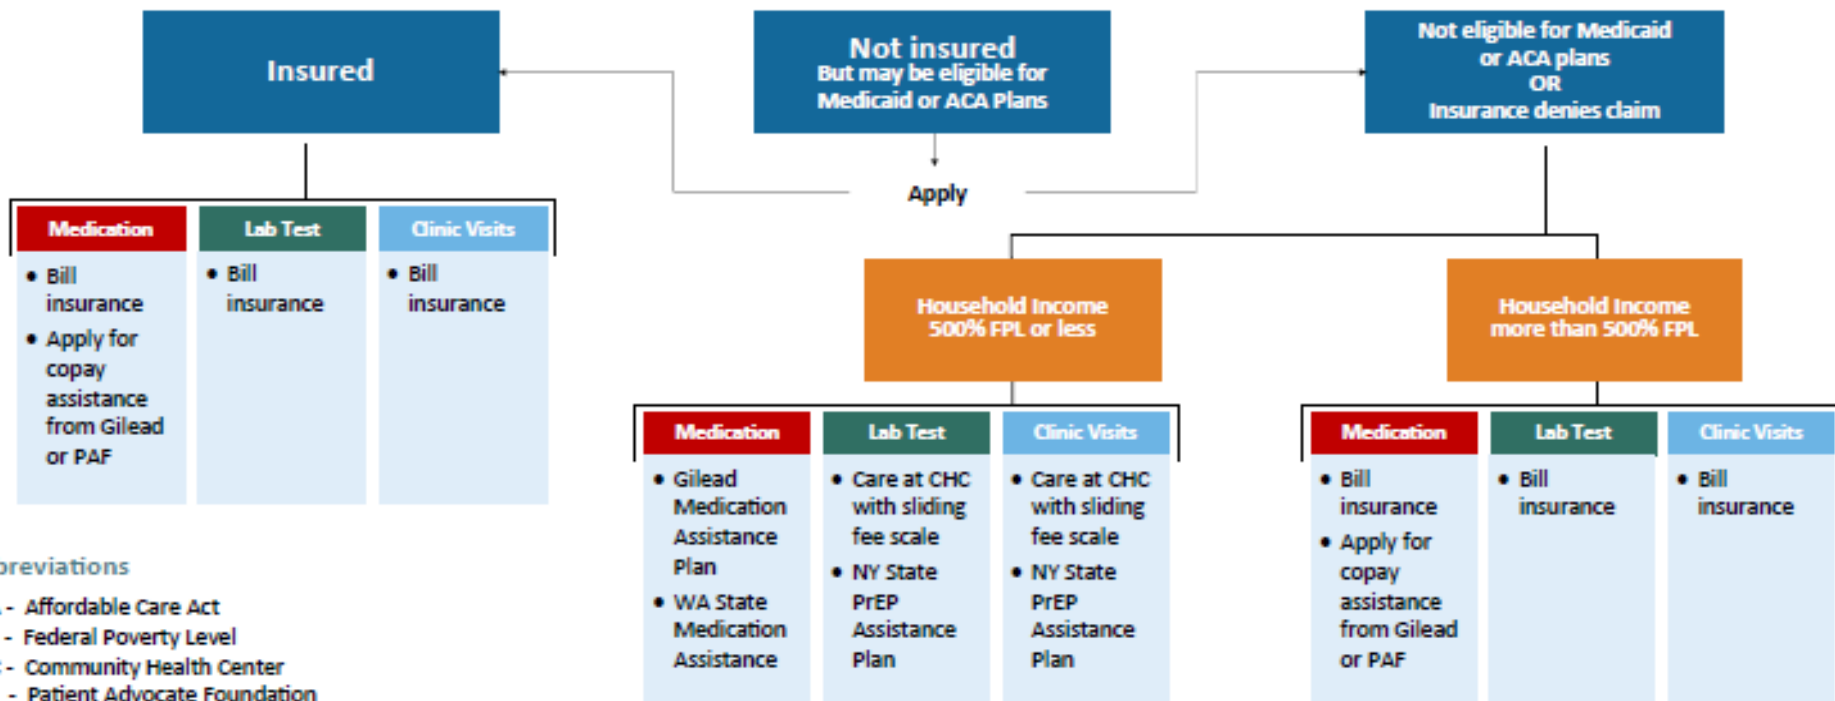 Insured
Not insured
But may be eligible for
Medicaid or ACA Plans
Not eligible for Medicaid
or ACA plans
OR
Insurance denies claim
Apply
Medication
Lab Test
Clinic Visits
• Bill
insurance
• Apply for
copay
assistance
from Gilead
or PAF
• Bill
insurance
• Bill
insurance
Household Income
500% FPL or less
Household Income
more than 500% FPL
Medication
Lab Test
Clinic Visits
• Gilead
Medication
Assistance
Plan
• WA State
Medication
Assistance
• Care at CHC
with sliding
fee scale
• NY State
PrEP
Assistance
Plan
• Care at CHC
with sliding
fee scale
• NY State
PrEP
Assistance
Plan
Medication
Lab Test
Clinic Visits
• Bill
insurance
• Apply for
copay
assistance
from Gilead
or PAF
• Bill
insurance
• Bill
insurance
- Affordable Care Act
- Federal Poverty Level
- Community Health Center
- Patient Advocate Foundation